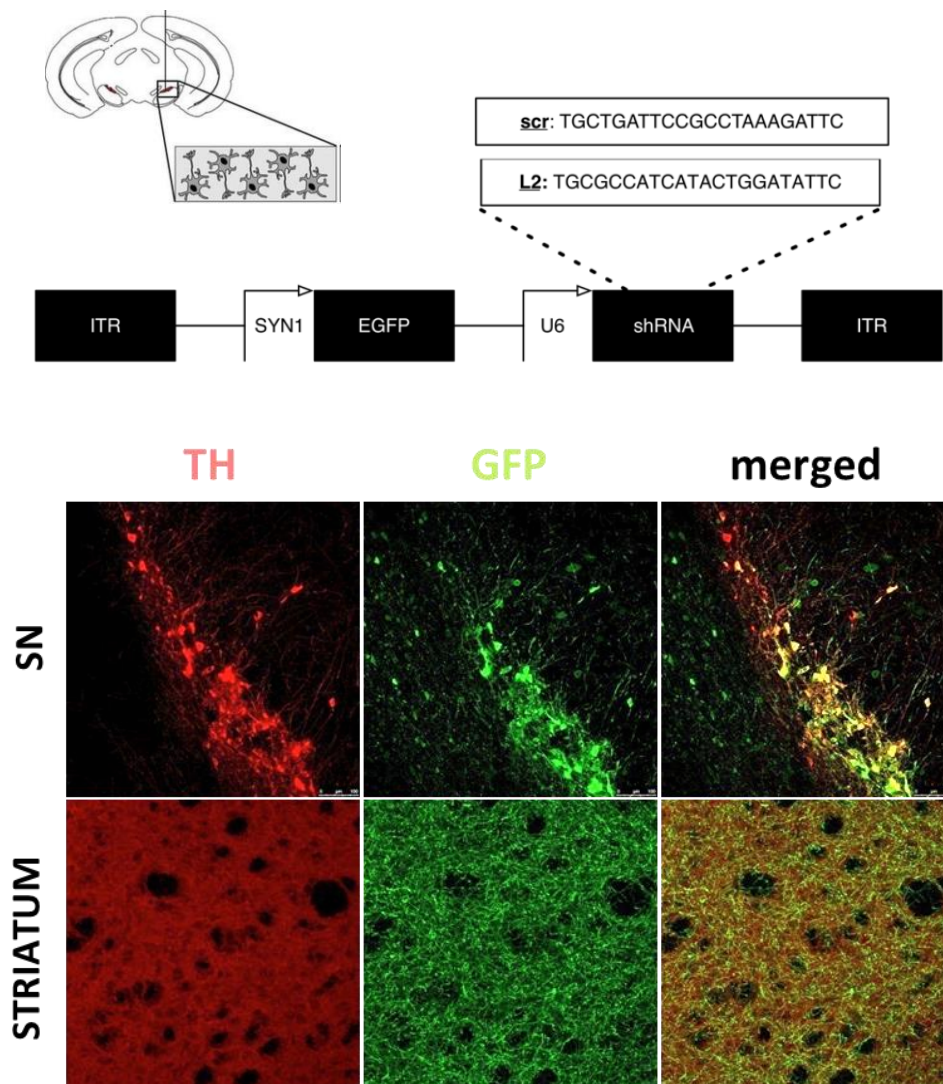 scr: TGCTGATTCCGCCTAAAGATTC
L2: TGCGCCATCATACTGGATATTC
ITR SYN1 EGFP U6 shRNA ITR
TH GFP merged
SN
STRIATUM